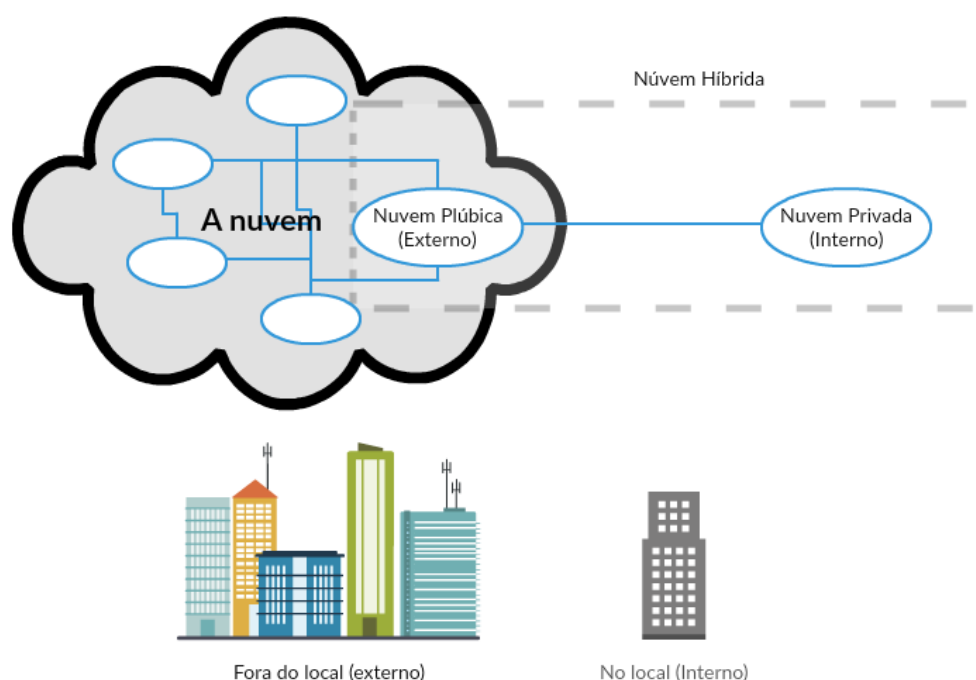 Núvem Híbrida
A nuvem
Nuvem Plúbica
(Externo)
Nuvem Privada
(Interno)
Fora do local (externo)
No local (Interno)